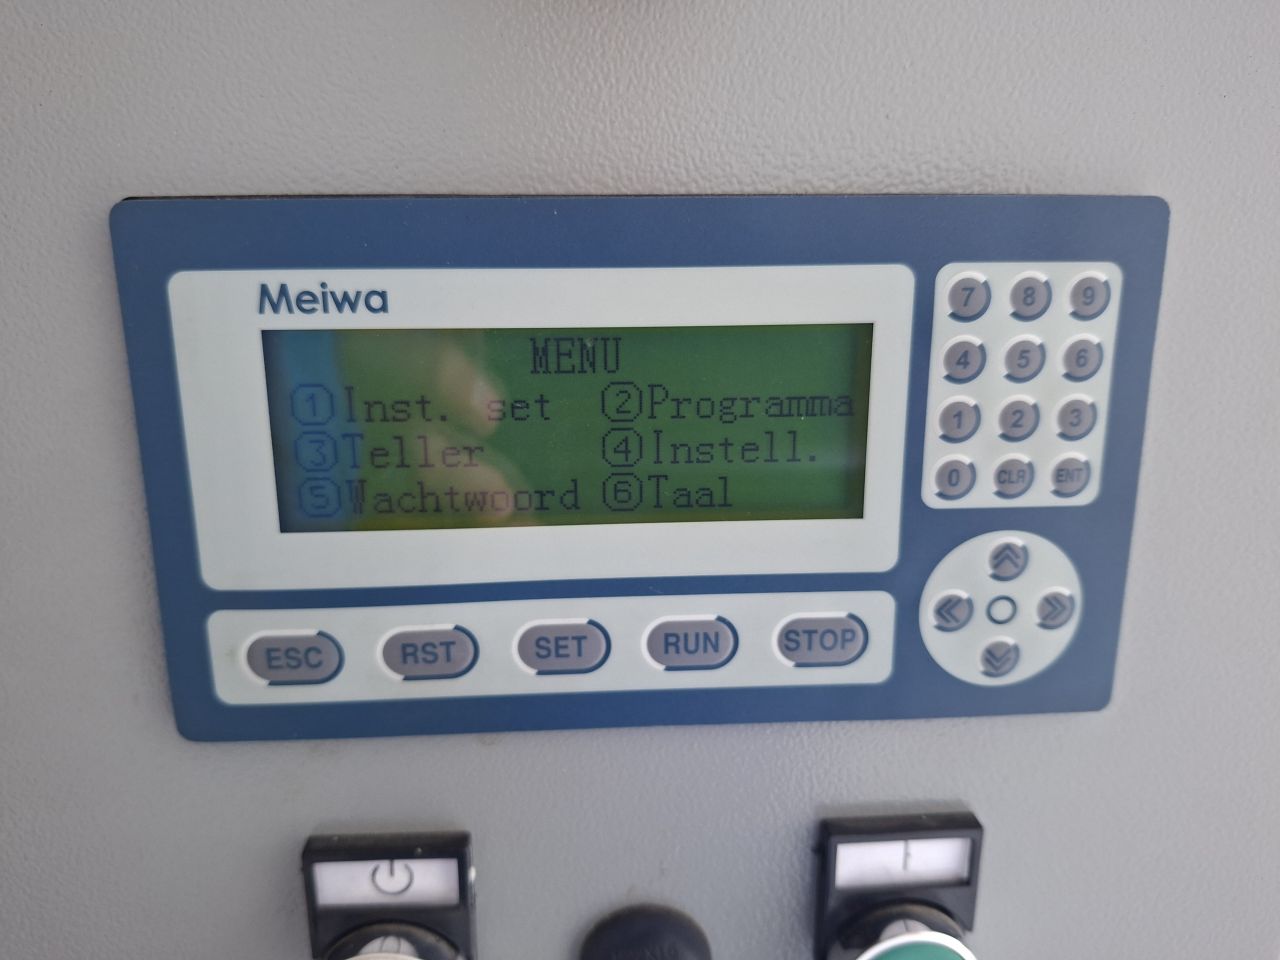 Meiwa
MENU
①Inst. set ②Programma
③Teller ④Instell.
⑤Wachtwoord ⑥Taal
7 8 9
4 5 6
1 2 3
0 CLR ENT
ESC RST SET RUN STOP